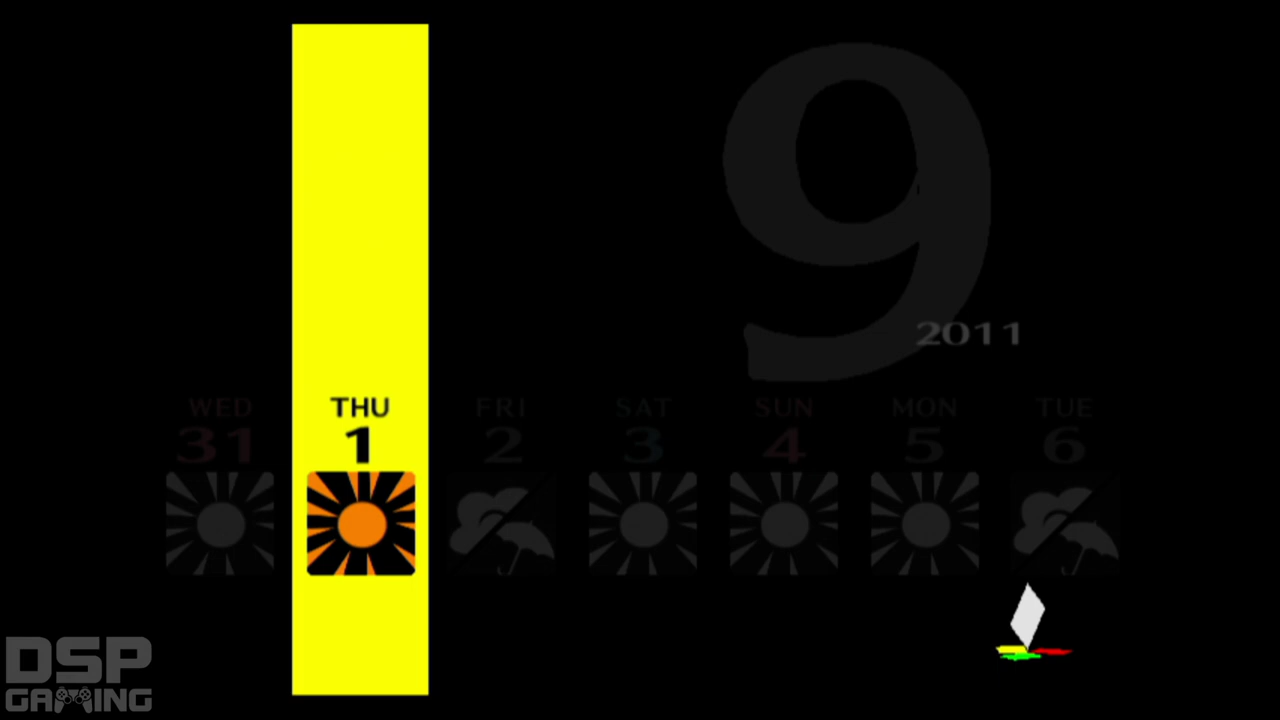 9
2011
WED THU FRI SAT SUN MON TUE
31 1 2 3 4 5 6
DSP
GAMING